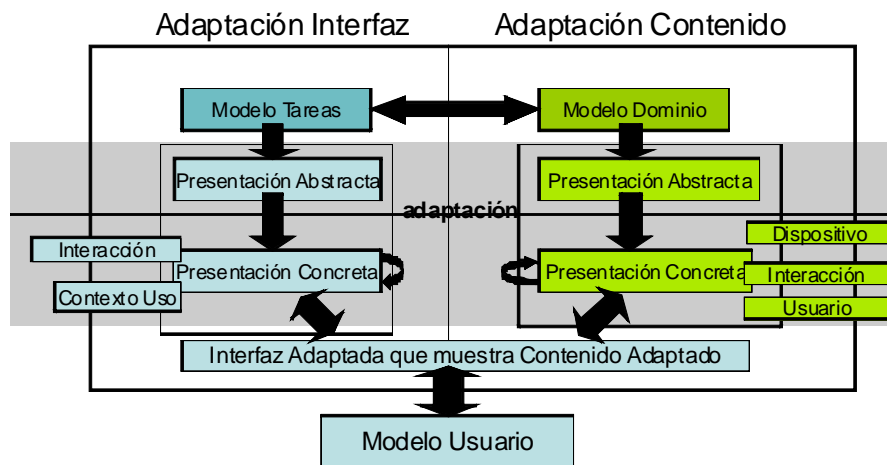 Adaptación Interfaz
Adaptación Contenido
Modelo Tareas
Modelo Dominio
Presentación Abstracta
Presentación Abstracta
adaptación
Dispositivo
Interacción
Presentación Concreta
Presentación Concreta
Interacción
Contexto Uso
Usuario
Interfaz Adaptada que muestra Contenido Adaptado
Modelo Usuario